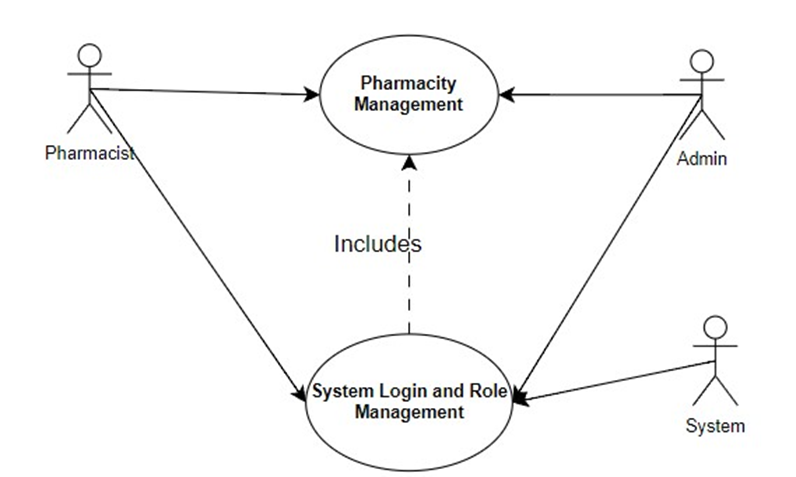 Pharmacity
Management
Pharmacist
Admin
Includes
System Login and Role
Management
System